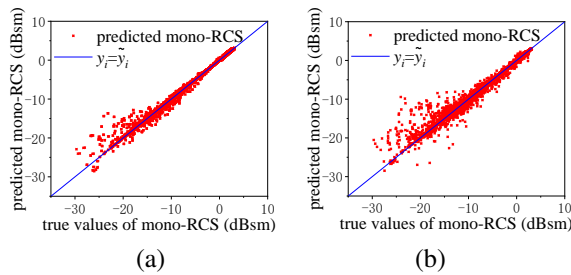 predicted mono-RCS (dBsm)
10
0
-10
-20
-30
predicted mono-RCS
y_i=ỹ_i
-30 -20 -10 0 10
true values of mono-RCS (dBsm)
(a)
predicted mono-RCS (dBsm)
10
0
-10
-20
-30
predicted mono-RCS
y_i=ỹ_i
-30 -20 -10 0 10
true values of mono-RCS (dBsm)
(b)